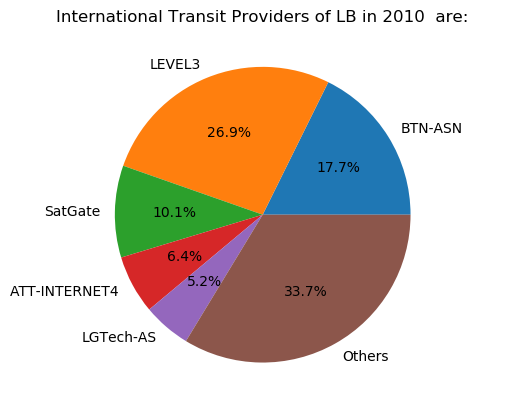 International Transit Providers of LB in 2010  are:
LEVEL3
BTN-ASN
26.9%
17.7%
SatGate
10.1%
6.4%
ATT-INTERNET4
5.2%
33.7%
LGTech-AS
Others